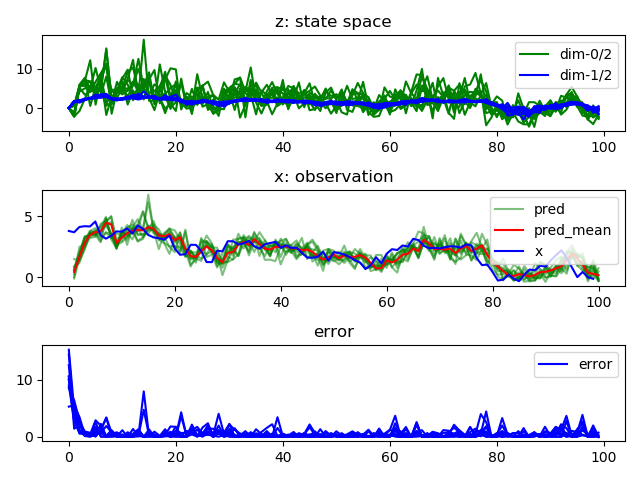 z: state space
10
0
dim-0/2
dim-1/2
0 20 40 60 80 100
x: observation
5
0
pred
pred_mean
x
0 20 40 60 80 100
error
10
0
error
0 20 40 60 80 100